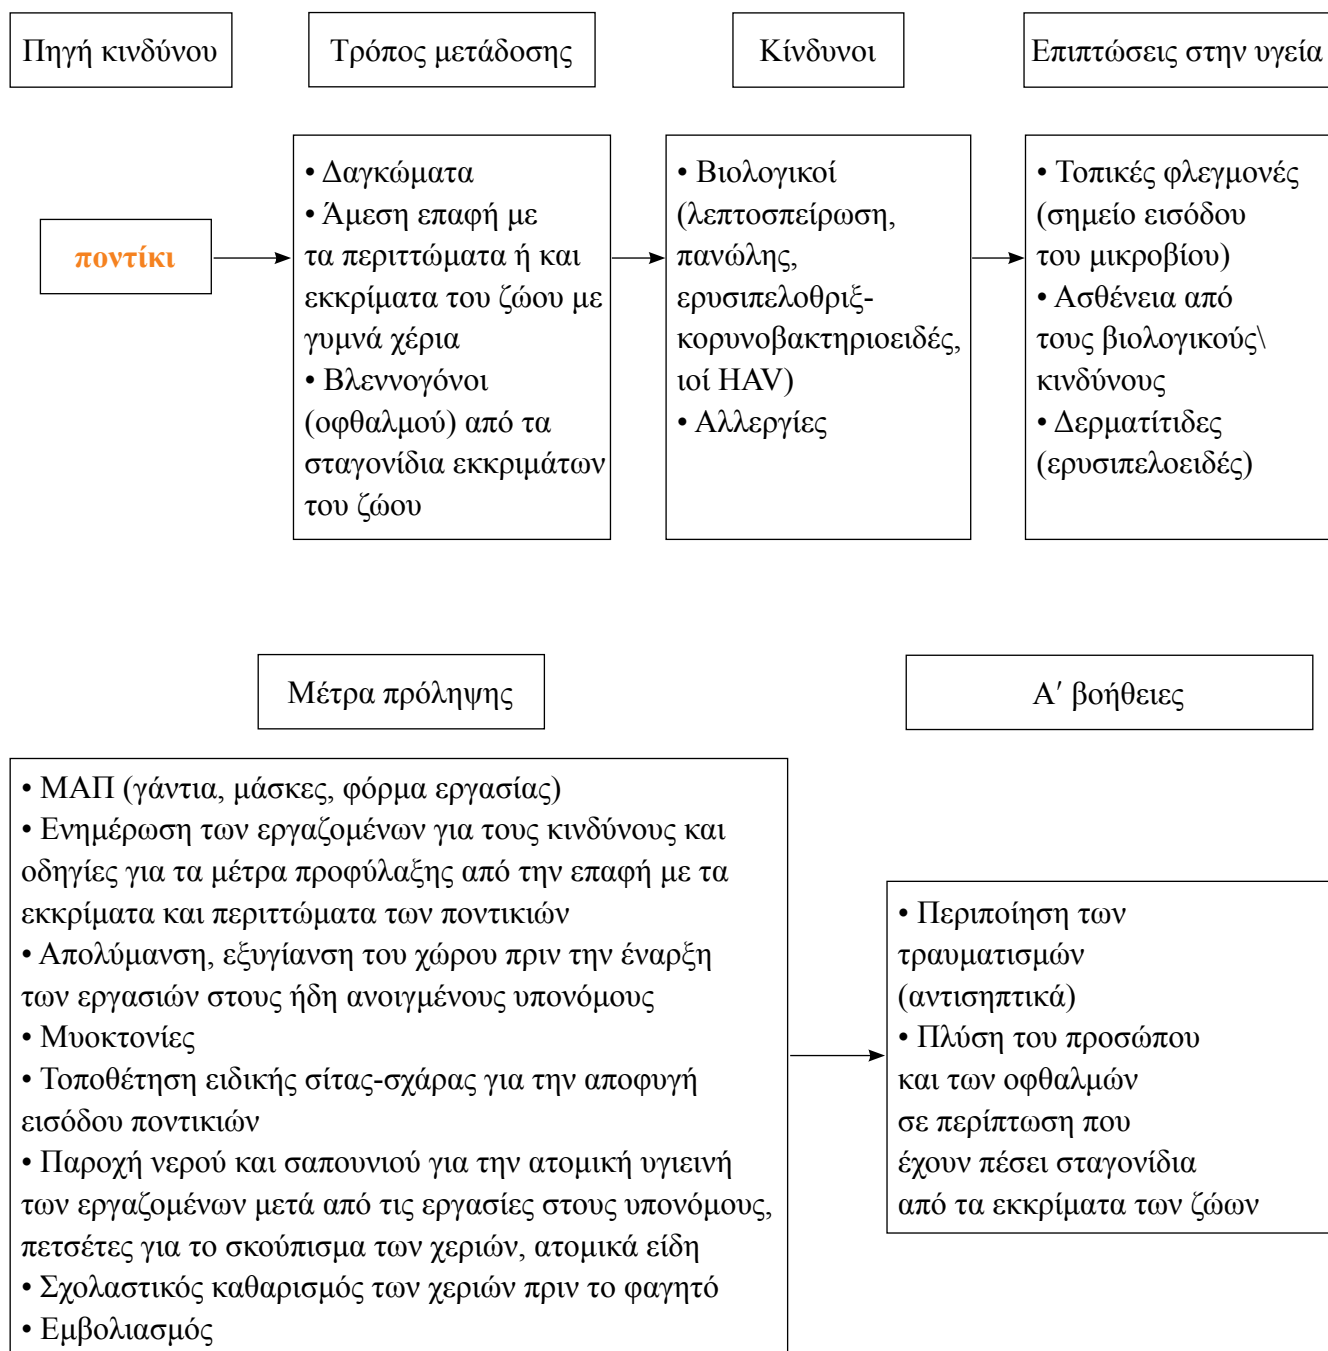 Πηγή κινδύνου
Τρόπος μετάδοσης
Κίνδυνοι
Επιπτώσεις στην υγεία
ποντίκι
• Δαγκώματα
• Άμεση επαφή με
τα περιττώματα ή και
εκκρίματα του ζώου με
γυμνά χέρια
• Βλεννογόνοι
(οφθαλμού) από τα
σταγονίδια εκκριμάτων
του ζώου
• Βιολογικοί
(λεπτοσπείρωση,
πανώλης,
ερυσιπελοθριξ-
κορυνοβακτηριοειδές,
ιοί HAV)
• Αλλεργίες
• Τοπικές φλεγμονές
(σημείο εισόδου
του μικροβίου)
• Ασθένεια από
τους βιολογικούς\
κινδύνους
• Δερματίτιδες
(ερυσιπελοειδές)
Μέτρα πρόληψης
Α′ βοήθειες
• ΜΑΠ (γάντια, μάσκες, φόρμα εργασίας)
• Ενημέρωση των εργαζομένων για τους κινδύνους και
οδηγίες για τα μέτρα προφύλαξης από την επαφή με τα
εκκρίματα και περιττώματα των ποντικιών
• Απολύμανση, εξυγίανση του χώρου πριν την έναρξη
των εργασιών στους ήδη ανοιγμένους υπονόμους
• Μυοκτονίες
• Τοποθέτηση ειδικής σίτας-σχάρας για την αποφυγή
εισόδου ποντικιών
• Παροχή νερού και σαπουνιού για την ατομική υγιεινή
των εργαζομένων μετά από τις εργασίες στους υπονόμους,
πετσέτες για το σκούπισμα των χεριών, ατομικά είδη
• Σχολαστικός καθαρισμός των χεριών πριν το φαγητό
• Εμβολιασμός
• Περιποίηση των
τραυματισμών
(αντισηπτικά)
• Πλύση του προσώπου
και των οφθαλμών
σε περίπτωση που
έχουν πέσει σταγονίδια
από τα εκκρίματα των ζώων